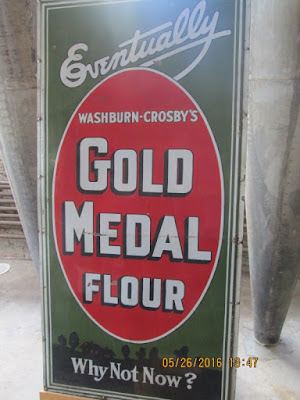 Eventually
WASHBURN-CROSBY'S
GOLD
MEDAL
FLOUR
Why Not Now?
05/26/2016 13:47